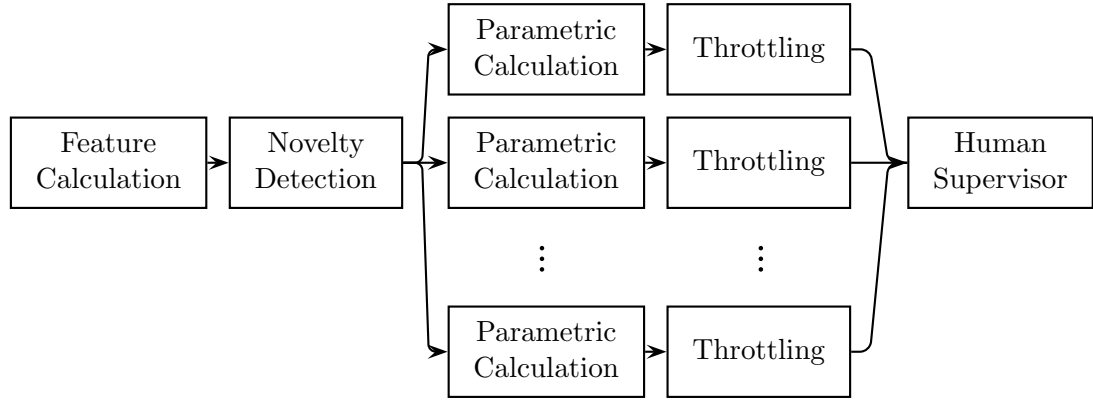 Parametric
Calculation
Throttling
Feature
Calculation
Novelty
Detection
Parametric
Calculation
Throttling
Human
Supervisor
Parametric
Calculation
Throttling